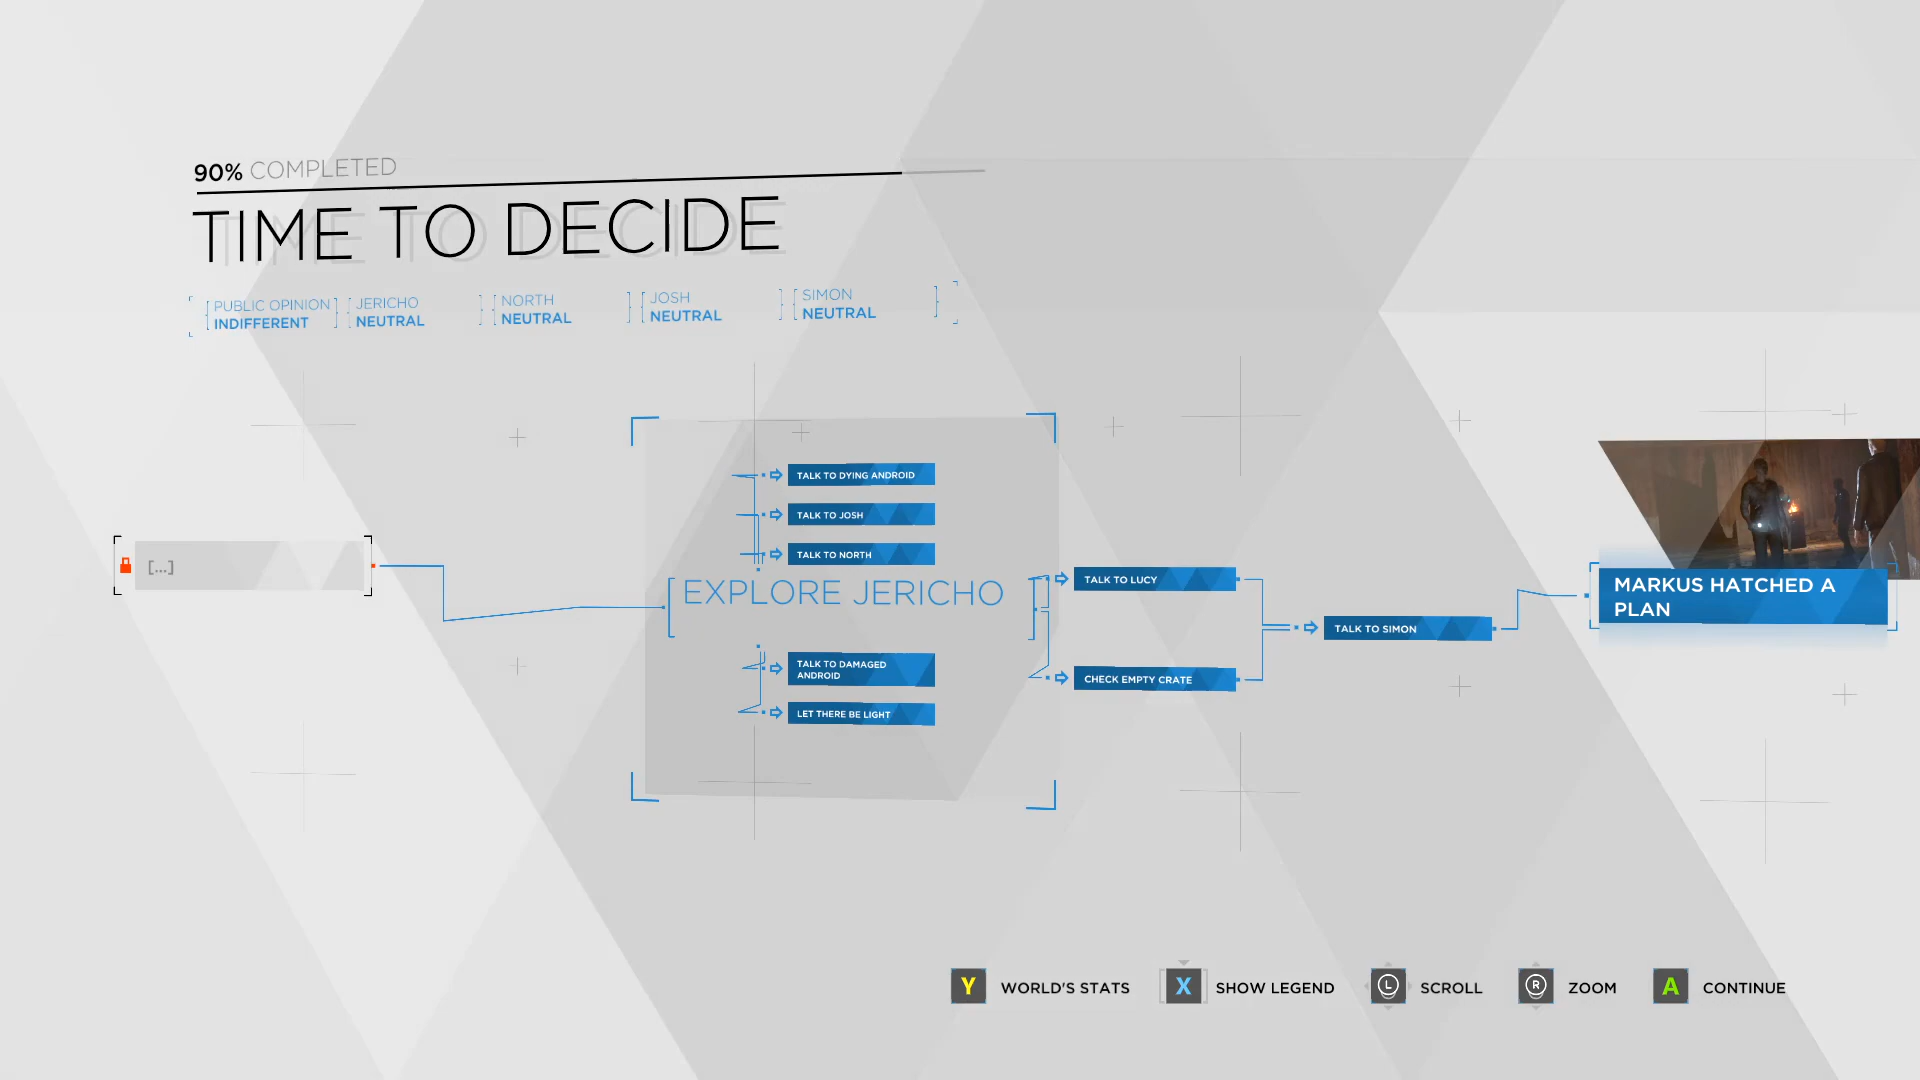 90% COMPLETED
TIME TO DECIDE
PUBLIC OPINION
INDIFFERENT
JERICHO
NEUTRAL
NORTH
NEUTRAL
JOSH
NEUTRAL
SIMON
NEUTRAL
[...]
TALK TO DYING ANDROID
TALK TO JOSH
TALK TO NORTH
EXPLORE JERICHO
TALK TO DAMAGED
ANDROID
LET THERE BE LIGHT
TALK TO LUCY
CHECK EMPTY CRATE
TALK TO SIMON
MARKUS HATCHED A
PLAN
Y WORLD'S STATS
X SHOW LEGEND
L SCROLL
R ZOOM
A CONTINUE